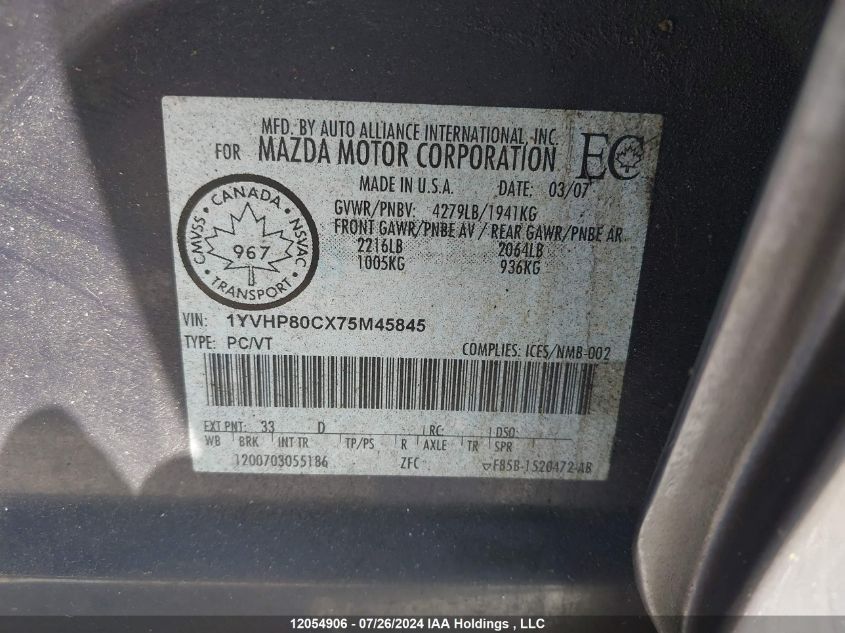 MFD. BY AUTO ALLIANCE INTERNATIONAL, INC.
FOR MAZDA MOTOR CORPORATION
EC
MADE IN U.S.A. DATE: 03/07
GVWR/PNBV: 4279LB/1941KG
FRONT GAWR/PNBE AV / REAR GAWR/PNBE AR
2216LB 2064LB
1005KG 936KG
CANADA
CMVSS NSVAC
967
TRANSPORT
VIN: 1YVHP80CX75M45845
TYPE: PC/VT COMPLIES: ICES/NMB-002
EXT PNT: 33 D RC: DSO:
WB BRK INT TR TP/PS R AXLE TR SPR
1200703055186 ZFC F85B-1520472-AB
12054906 - 07/26/2024 IAA Holdings , LLC